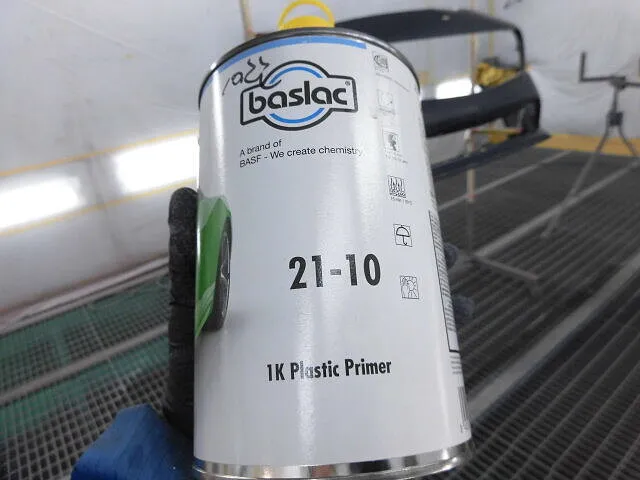 baslac
A brand of
BASF - We create chemistry
21-10
1K Plastic Primer